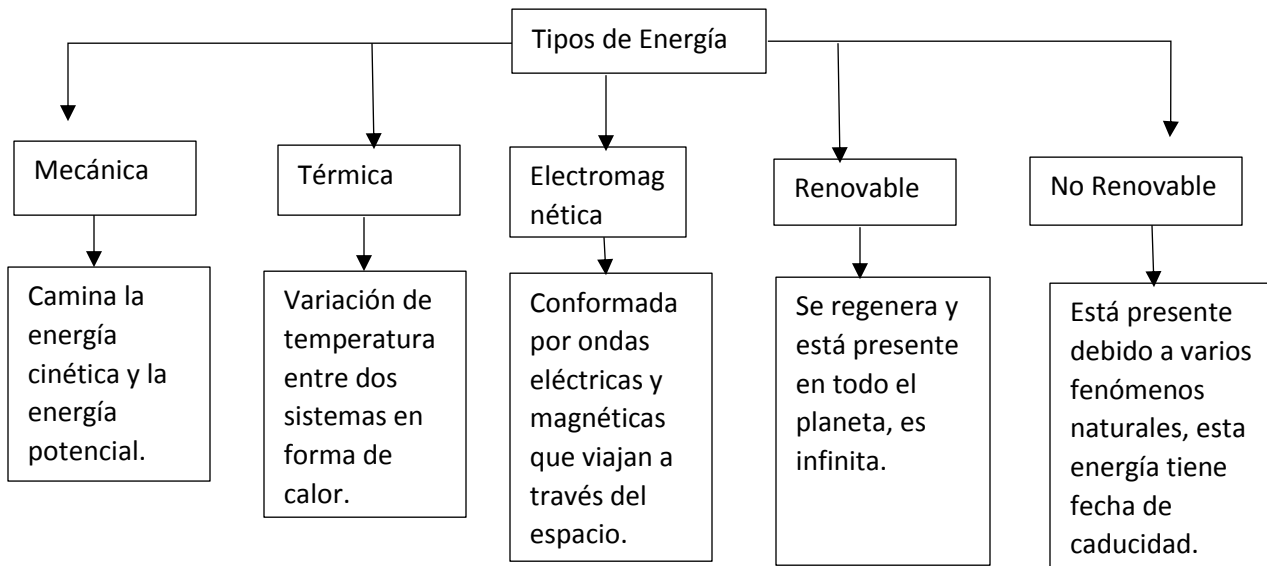 Tipos de Energía
Mecánica
Térmica
Electromag
nética
Renovable
No Renovable
Camina la
energía
cinética y la
energía
potencial.
Variación de
temperatura
entre dos
sistemas en
forma de
calor.
Conformada
por ondas
eléctricas y
magnéticas
que viajan a
través del
espacio.
Se regenera y
está presente
en todo el
planeta, es
infinita.
Está presente
debido a varios
fenómenos
naturales, esta
energía tiene
fecha de
caducidad.